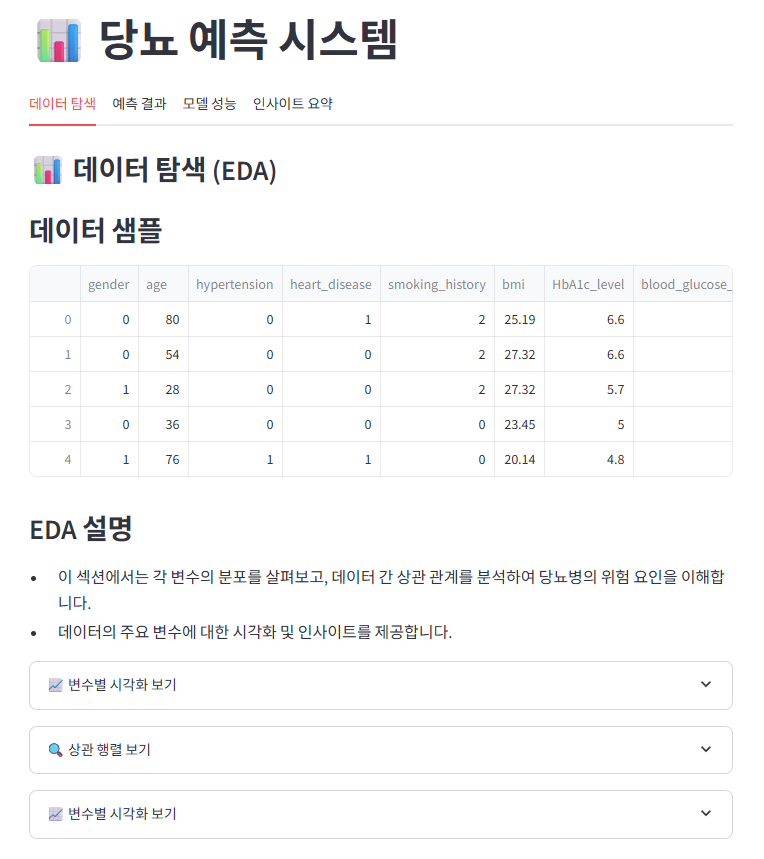 당뇨 예측 시스템
데이터 탐색 예측 결과 모델 성능 인사이트 요약
데이터 탐색 (EDA)
데이터 샘플
gender age hypertension heart_disease smoking_history bmi HbA1c_level blood_glucose_
0 0 80 0 1 2 25.19 6.6
1 0 54 0 0 2 27.32 6.6
2 1 28 0 0 2 27.32 5.7
3 0 36 0 0 0 23.45 5
4 1 76 1 1 0 20.14 4.8
EDA 설명
• 이 섹션에서는 각 변수의 분포를 살펴보고, 데이터 간 상관 관계를 분석하여 당뇨병의 위험 요인을 이해합
니다.
• 데이터의 주요 변수에 대한 시각화 및 인사이트를 제공합니다.
변수별 시각화 보기
상관 행렬 보기
변수별 시각화 보기